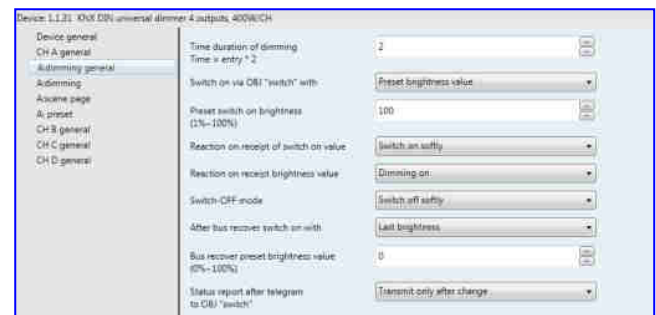 Device: 1.1.31 KNX DIN universal dimmer 4 outputs, 400W/CH
Device general
CH A general
A:dimming general
A:dimming
A:scene page
A: preset
CH B general
CH C general
CH D general
Time duration of dimming
Time = entry * 2
2
Switch on via OBJ "switch" with
Preset brightness value
Preset switch on brightness
(1%~100%)
100
Reaction on receipt of switch on value
Switch on softly
Reaction on receipt brightness value
Dimming on
Switch-OFF mode
Switch off softly
After bus recover switch on with
Last brightness
Bus recover preset brightness value
(0%~100%)
0
Status report after telegram
to OBJ "switch"
Transmit only after change